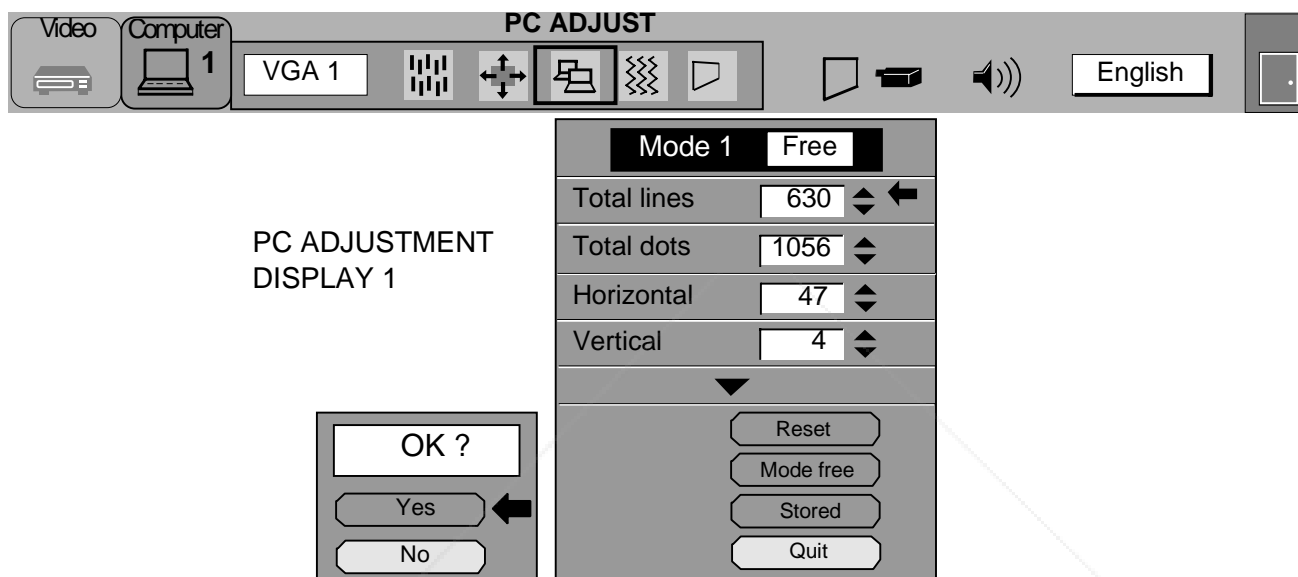 PC ADJUST
Video
Computer
1
VGA 1
English
Mode 1 Free
Total lines 630
Total dots 1056
Horizontal 47
Vertical 4
PC ADJUSTMENT
DISPLAY 1
Reset
Mode free
Stored
Quit
OK ?
Yes
No